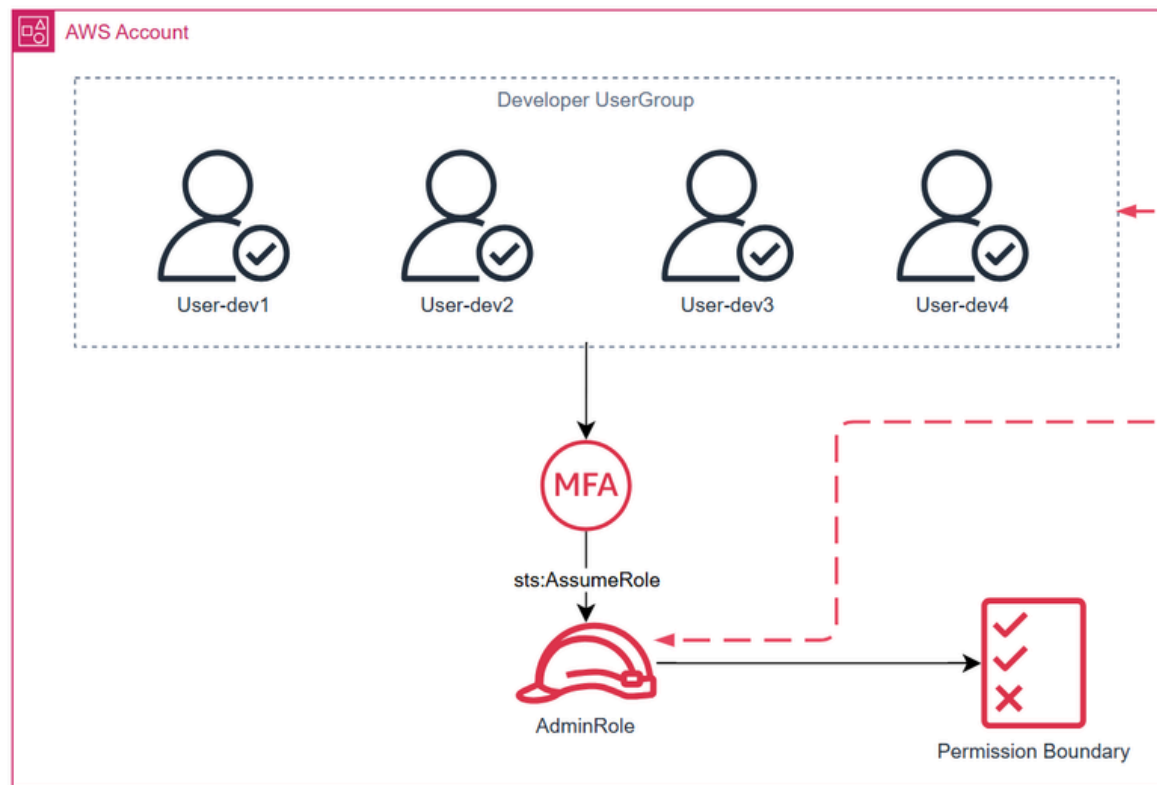 AWS Account
Developer UserGroup
User-dev1
User-dev2
User-dev3
User-dev4
MFA
sts:AssumeRole
AdminRole
Permission Boundary